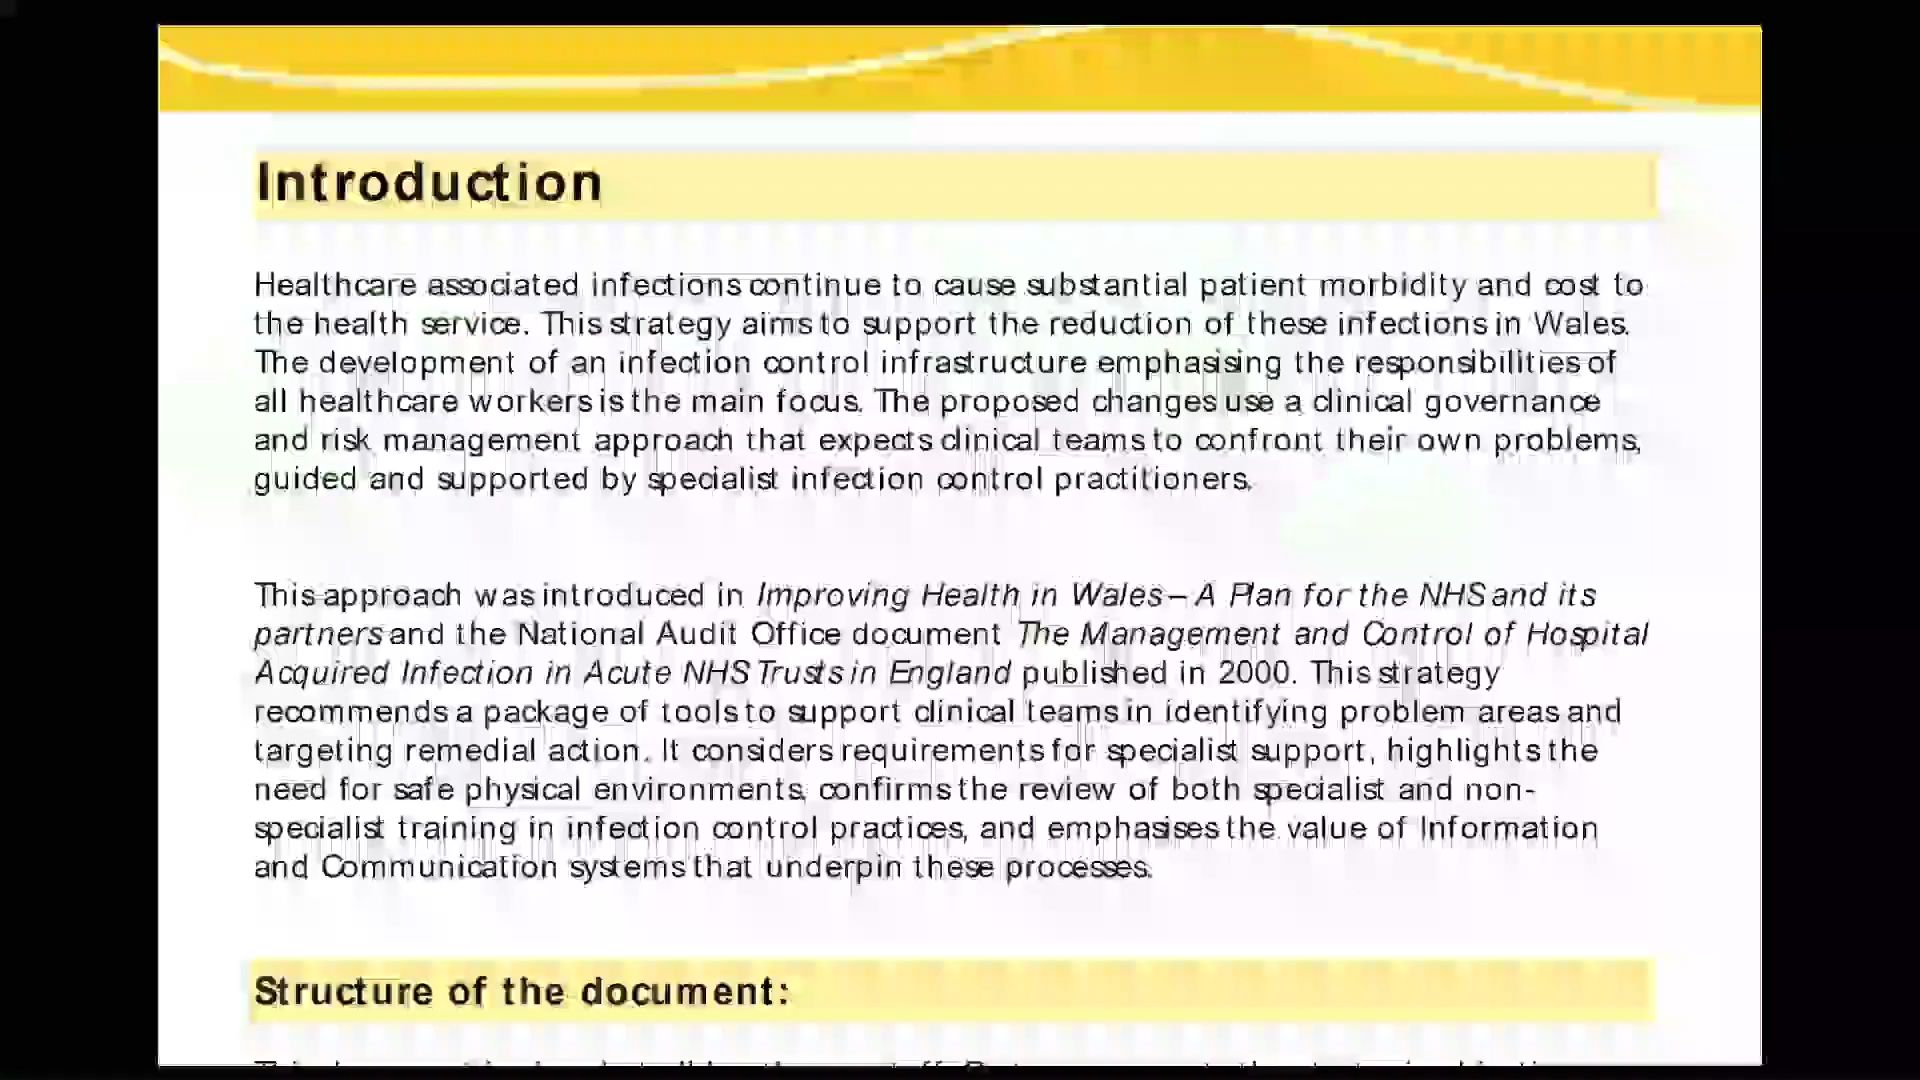 Introduction
Healthcare associated infections continue to cause substantial patient morbidity and cost to
the health service. This strategy aims to support the reduction of these infections in Wales.
The development of an infection control infrastructure emphasising the responsibilities of
all healthcare workers is the main focus. The proposed changes use a clinical governance
and risk management approach that expects clinical teams to confront their own problems,
guided and supported by specialist infection control practitioners.
This approach was introduced in Improving Health in Wales – A Plan for the NHS and its
partners and the National Audit Office document The Management and Control of Hospital
Acquired Infection in Acute NHS Trusts in England published in 2000. This strategy
recommends a package of tools to support clinical teams in identifying problem areas and
targeting remedial action. It considers requirements for specialist support, highlights the
need for safe physical environments, confirms the review of both specialist and non-
specialist training in infection control practices, and emphasises the value of Information
and Communication systems that underpin these processes.
Structure of the document: